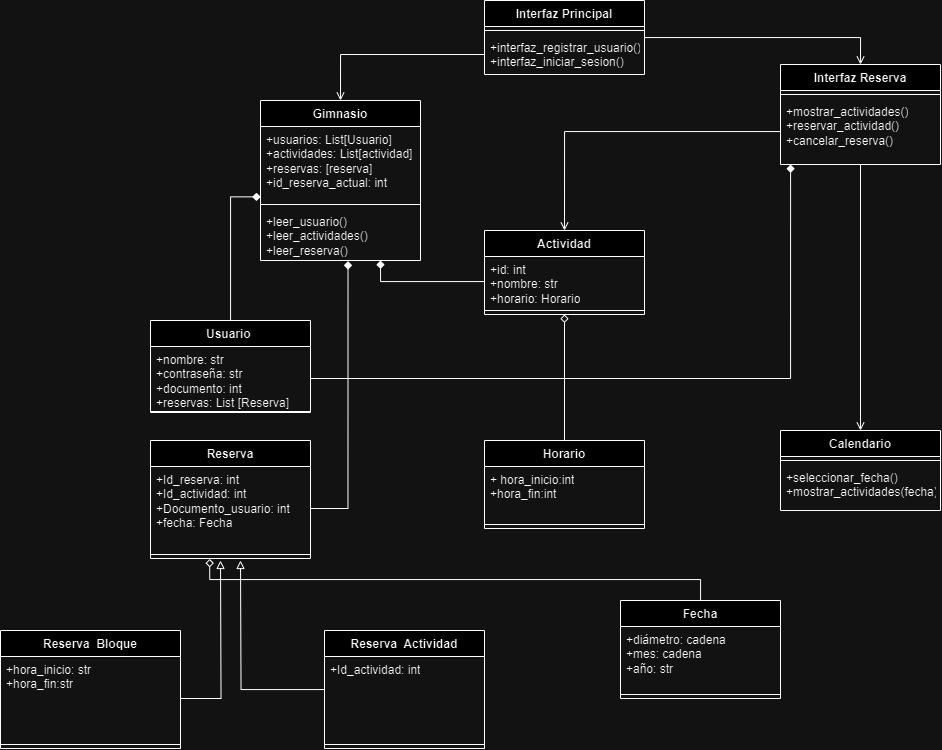 Interfaz Principal
+interfaz_registrar_usuario()
+interfaz_iniciar_sesion()
Interfaz Reserva
+mostrar_actividades()
+reservar_actividad()
+cancelar_reserva()
Gimnasio
+usuarios: List[Usuario]
+actividades: List[actividad]
+reservas: [reserva]
+id_reserva_actual: int
+leer_usuario()
+leer_actividades()
+leer_reserva()
Actividad
+id: int
+nombre: str
+horario: Horario
Usuario
+nombre: str
+contraseña: str
+documento: int
+reservas: List [Reserva]
Reserva
+Id_reserva: int
+Id_actividad: int
+Documento_usuario: int
+fecha: Fecha
Horario
+ hora_inicio:int
+hora_fin:int
Calendario
+seleccionar_fecha()
+mostrar_actividades(fecha)
Fecha
+diámetro: cadena
+mes: cadena
+año: str
Reserva Bloque
+hora_inicio: str
+hora_fin:str
Reserva Actividad
+Id_actividad: int